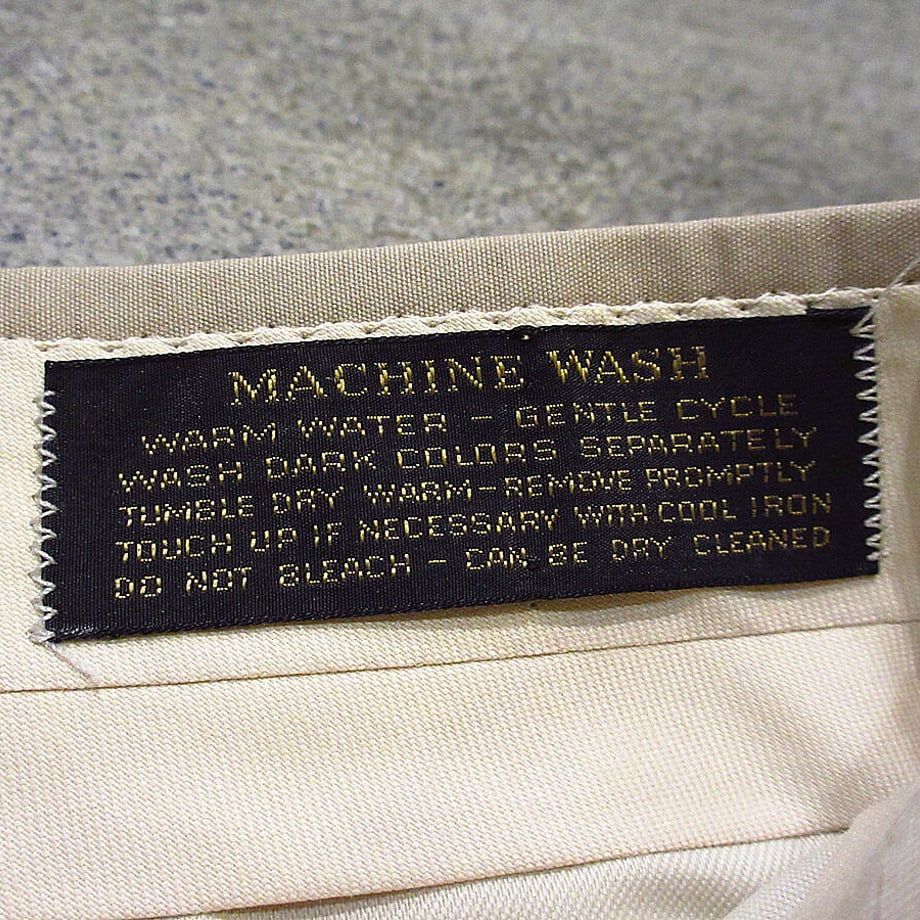 MACHINE WASH
WARM WATER - GENTLE CYCLE
WASH DARK COLORS SEPARATELY
TUMBLE DRY WARM-REMOVE PROMPTLY
TOUCH UP IF NECESSARY WITH COOL IRON
DO NOT BLEACH - CAN BE DRY CLEANED